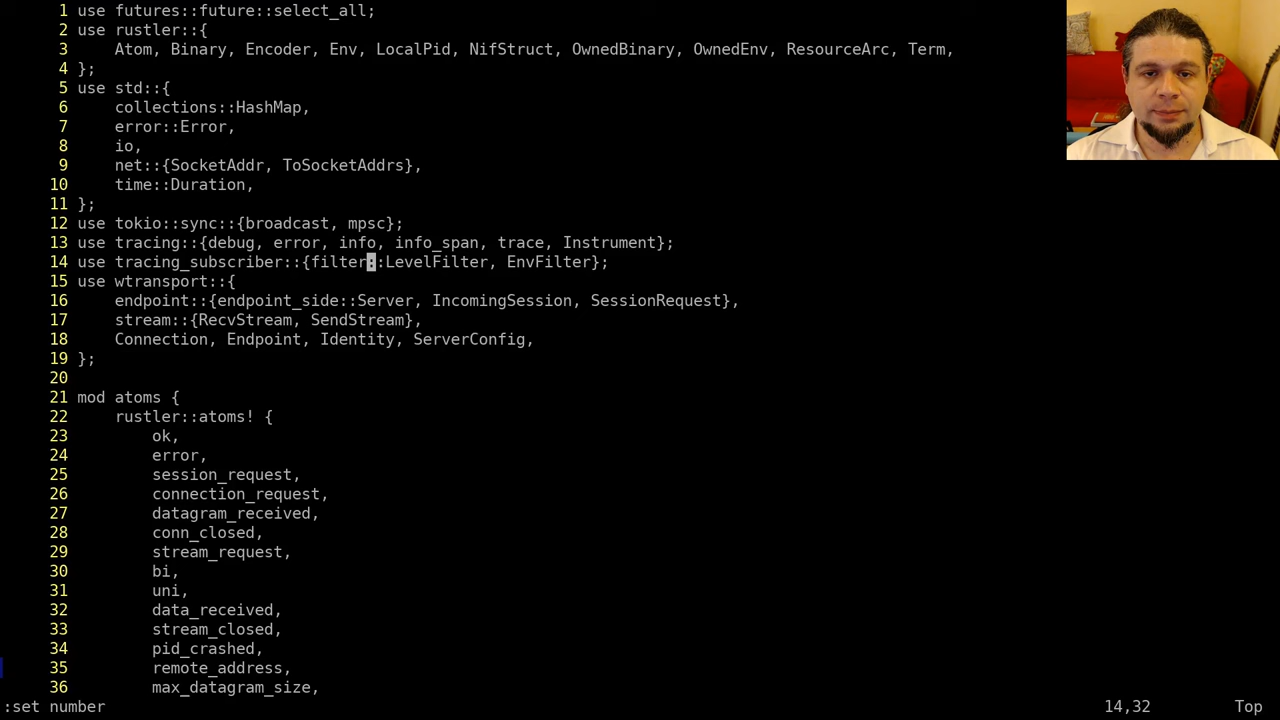 1 use futures::future::select_all;
2 use rustler::{
3     Atom, Binary, Encoder, Env, LocalPid, NifStruct, OwnedBinary, OwnedEnv, ResourceArc, Term,
4 };
5 use std::{
6     collections::HashMap,
7     error::Error,
8     io,
9     net::{SocketAddr, ToSocketAddrs},
10     time::Duration,
11 };
12 use tokio::sync::{broadcast, mpsc};
13 use tracing::{debug, error, info, info_span, trace, Instrument};
14 use tracing_subscriber::{filter::LevelFilter, EnvFilter};
15 use wtransport::{
16     endpoint::{endpoint_side::Server, IncomingSession, SessionRequest},
17     stream::{RecvStream, SendStream},
18     Connection, Endpoint, Identity, ServerConfig,
19 };
20
21 mod atoms {
22     rustler::atoms! {
23         ok,
24         error,
25         session_request,
26         connection_request,
27         datagram_received,
28         conn_closed,
29         stream_request,
30         bi,
31         uni,
32         data_received,
33         stream_closed,
34         pid_crashed,
35         remote_address,
36         max_datagram_size,
:set number 14,32 Top